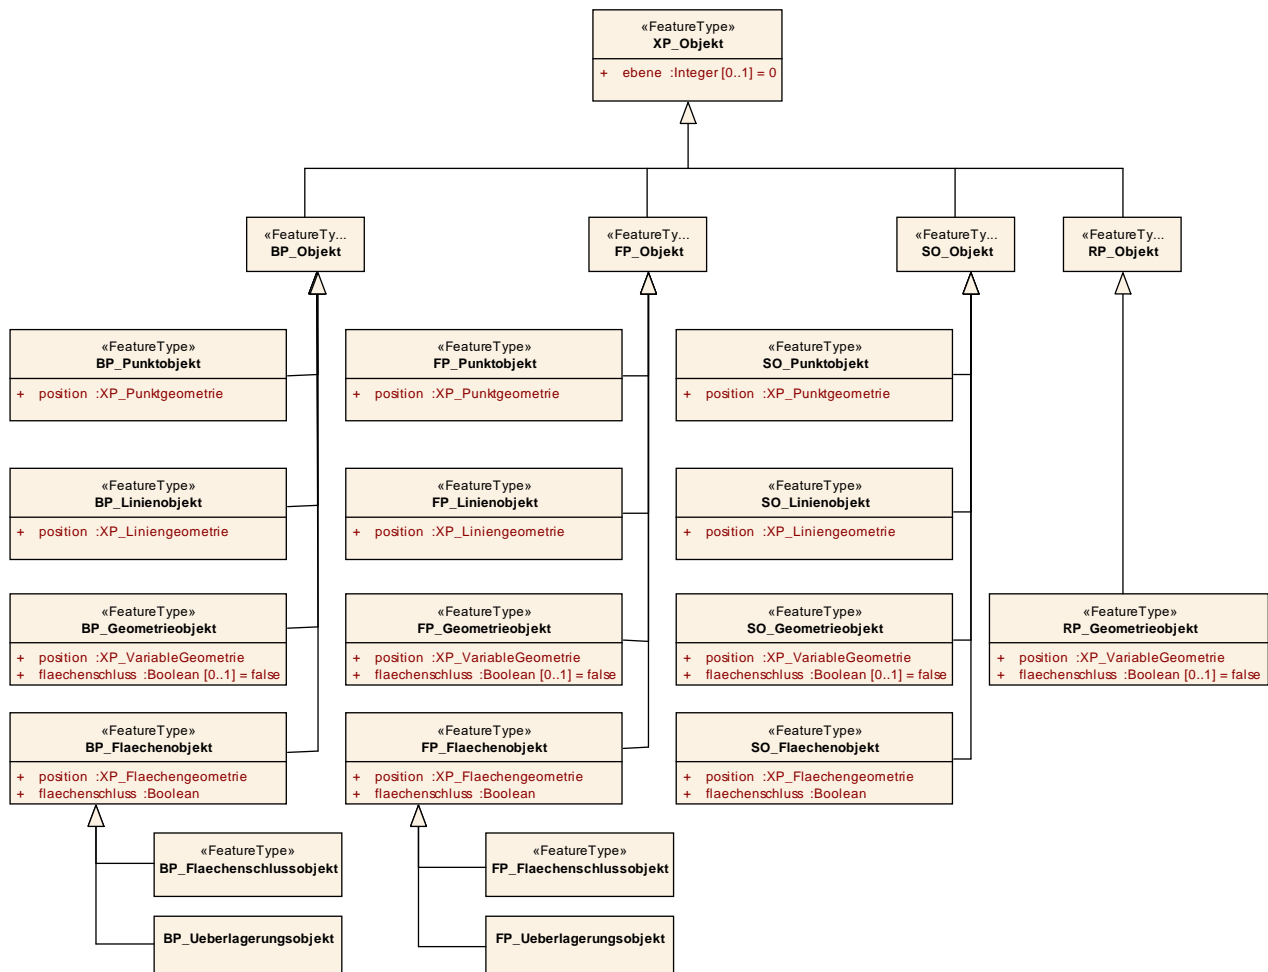 «FeatureType»
XP_Objekt
+ ebene :Integer [0..1] = 0
«FeatureTy...
BP_Objekt
«FeatureTy...
FP_Objekt
«FeatureTy...
SO_Objekt
«FeatureTy...
RP_Objekt
«FeatureType»
BP_Punktobjekt
+ position :XP_Punktgeometrie
«FeatureType»
FP_Punktobjekt
+ position :XP_Punktgeometrie
«FeatureType»
SO_Punktobjekt
+ position :XP_Punktgeometrie
«FeatureType»
BP_Linienobjekt
+ position :XP_Liniengeometrie
«FeatureType»
FP_Linienobjekt
+ position :XP_Liniengeometrie
«FeatureType»
SO_Linienobjekt
+ position :XP_Liniengeometrie
«FeatureType»
BP_Geometrieobjekt
+ position :XP_VariableGeometrie
+ flaechenschluss :Boolean [0..1] = false
«FeatureType»
FP_Geometrieobjekt
+ position :XP_VariableGeometrie
+ flaechenschluss :Boolean [0..1] = false
«FeatureType»
SO_Geometrieobjekt
+ position :XP_VariableGeometrie
+ flaechenschluss :Boolean [0..1] = false
«FeatureType»
RP_Geometrieobjekt
+ position :XP_VariableGeometrie
+ flaechenschluss :Boolean [0..1] = false
«FeatureType»
BP_Flaechenobjekt
+ position :XP_Flaechengeometrie
+ flaechenschluss :Boolean
«FeatureType»
FP_Flaechenobjekt
+ position :XP_Flaechengeometrie
+ flaechenschluss :Boolean
«FeatureType»
SO_Flaechenobjekt
+ position :XP_Flaechengeometrie
+ flaechenschluss :Boolean
«FeatureType»
BP_Flaechenschlussobjekt
«FeatureType»
FP_Flaechenschlussobjekt
BP_Ueberlagerungsobjekt
FP_Ueberlagerungsobjekt